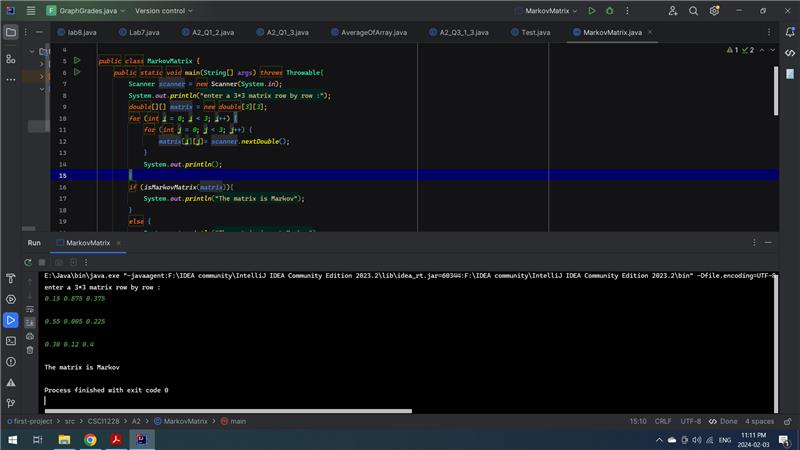 GraphGrades.java Version control MarkovMatrix
lab8.java Lab7.java A2_Q1_2.java A2_Q1_3.java AverageOfArray.java A2_Q3_1_3.java Test.java MarkovMatrix.java
4
1 2
5 public class MarkovMatrix {
6 public static void main(String[] args) throws Throwable{
7 Scanner scanner = new Scanner(System.in);
8 System.out.println("enter a 3*3 matrix row by row :");
9 double[][] matrix = new double[3][3];
10 for (int i = 0; i < 3; i++) {
11 for (int j = 0; j < 3; j++) {
12 matrix[i][j]= scanner.nextDouble();
13 }
14 System.out.println();
15 }
16 if (isMarkovMatrix(matrix)){
17 System.out.println("The matrix is Markov");
18 }
19 else {
Run MarkovMatrix
E:\Java\bin\java.exe "-javaagent:F:\IDEA community\IntelliJ IDEA Community Edition 2023.2\lib\idea_rt.jar=60344:F:\IDEA community\IntelliJ IDEA Community Edition 2023.2\bin" -Dfile.encoding=UTF-8
enter a 3*3 matrix row by row :
0.15 0.875 0.375
0.55 0.005 0.225
0.30 0.12 0.4
The matrix is Markov
Process finished with exit code 0
first-project > src > CSCI1228 > A2 > MarkovMatrix > main 15:10 CRLF UTF-8 Done 4 spaces
ENG 11:11 PM
2024-02-03